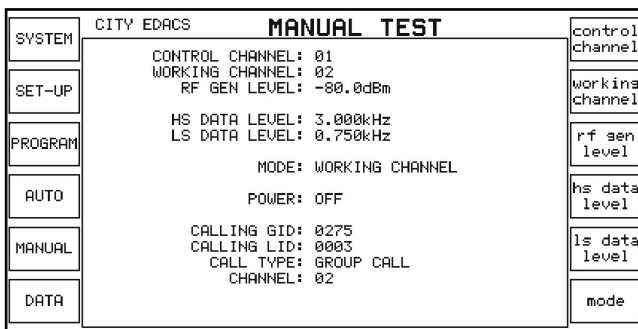 CITY EDACS
MANUAL TEST
SYSTEM
SET-UP
PROGRAM
AUTO
MANUAL
DATA
CONTROL CHANNEL: 01
WORKING CHANNEL: 02
RF GEN LEVEL: -80.0dBm
HS DATA LEVEL: 3.000kHz
LS DATA LEVEL: 0.750kHz
MODE: WORKING CHANNEL
POWER: OFF
CALLING GID: 0275
CALLING LID: 0003
CALL TYPE: GROUP CALL
CHANNEL: 02
control
channel
working
channel
rf gen
level
hs data
level
ls data
level
mode